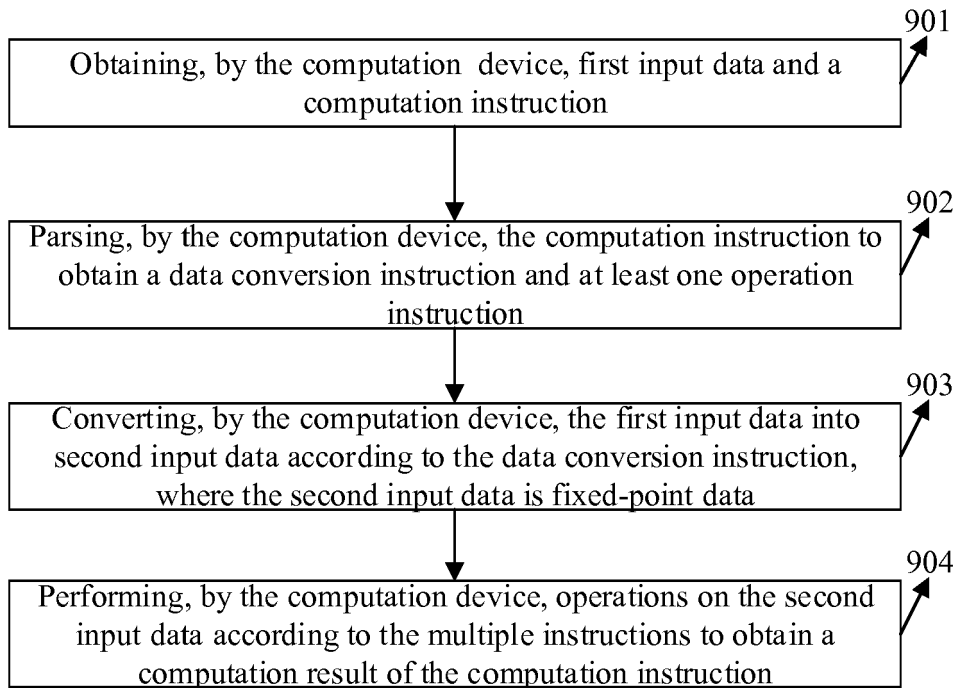 901
Obtaining, by the computation device, first input data and a
computation instruction
902
Parsing, by the computation device, the computation instruction to
obtain a data conversion instruction and at least one operation
instruction
903
Converting, by the computation device, the first input data into
second input data according to the data conversion instruction,
where the second input data is fixed-point data
904
Performing, by the computation device, operations on the second
input data according to the multiple instructions to obtain a
computation result of the computation instruction